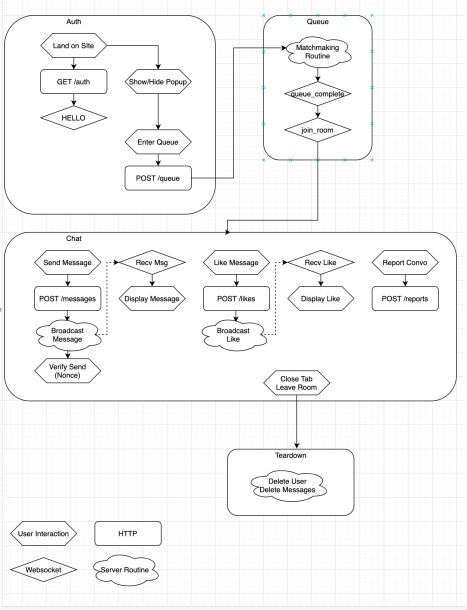 Auth
Land on SIte
GET /auth
HELLO
Show/Hide Popup
Enter Queue
POST /queue
Queue
Matchmaking
Routine
queue_complete
join_room
Chat
Send Message
POST /messages
Broadcast
Message
Verify Send
(Nonce)
Recv Msg
Display Message
Like Message
POST /likes
Broadcast
Like
Recv Like
Display Like
Report Convo
POST /reports
Close Tab
Leave Room
Teardown
Delete User
Delete Messages
User Interaction
HTTP
Websocket
Server Routine